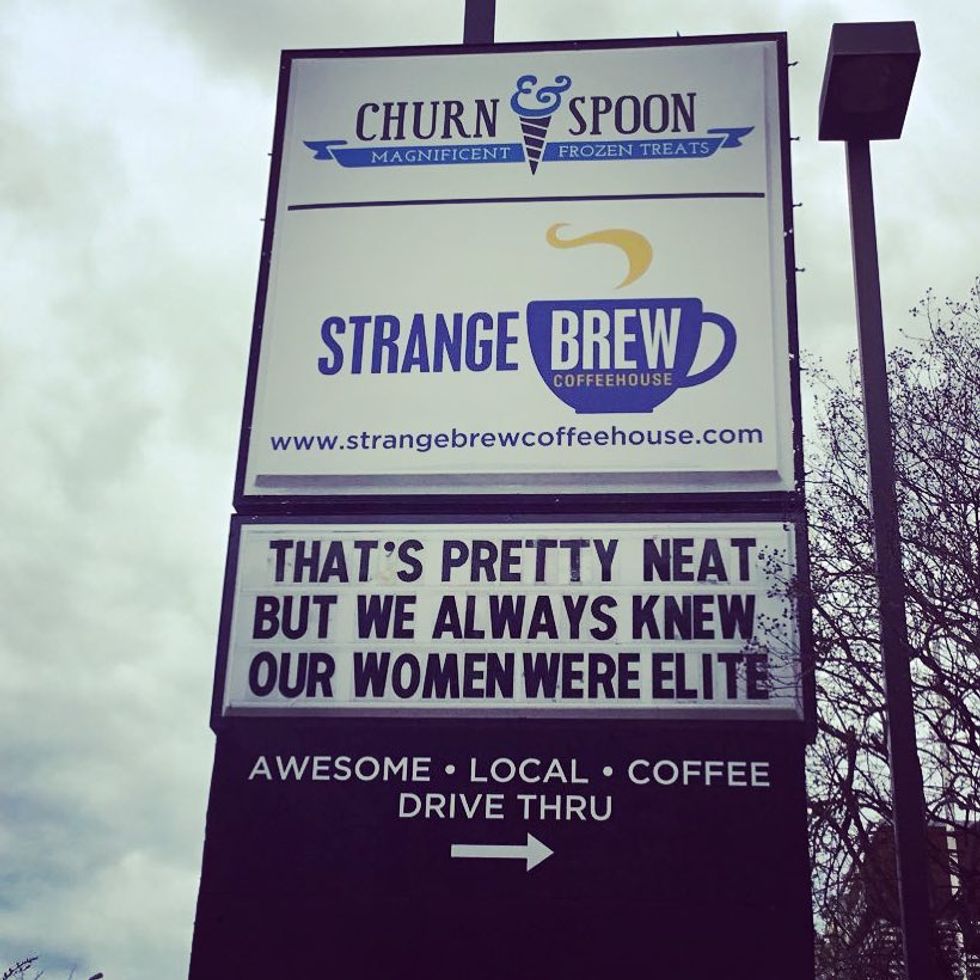 CHURN & SPOON
MAGNIFICENT FROZEN TREATS
STRANGE BREW
COFFEEHOUSE
www.strangebrewcoffeehouse.com
THAT'S PRETTY NEAT
BUT WE ALWAYS KNEW
OUR WOMEN WERE ELITE
AWESOME • LOCAL • COFFEE
DRIVE THRU